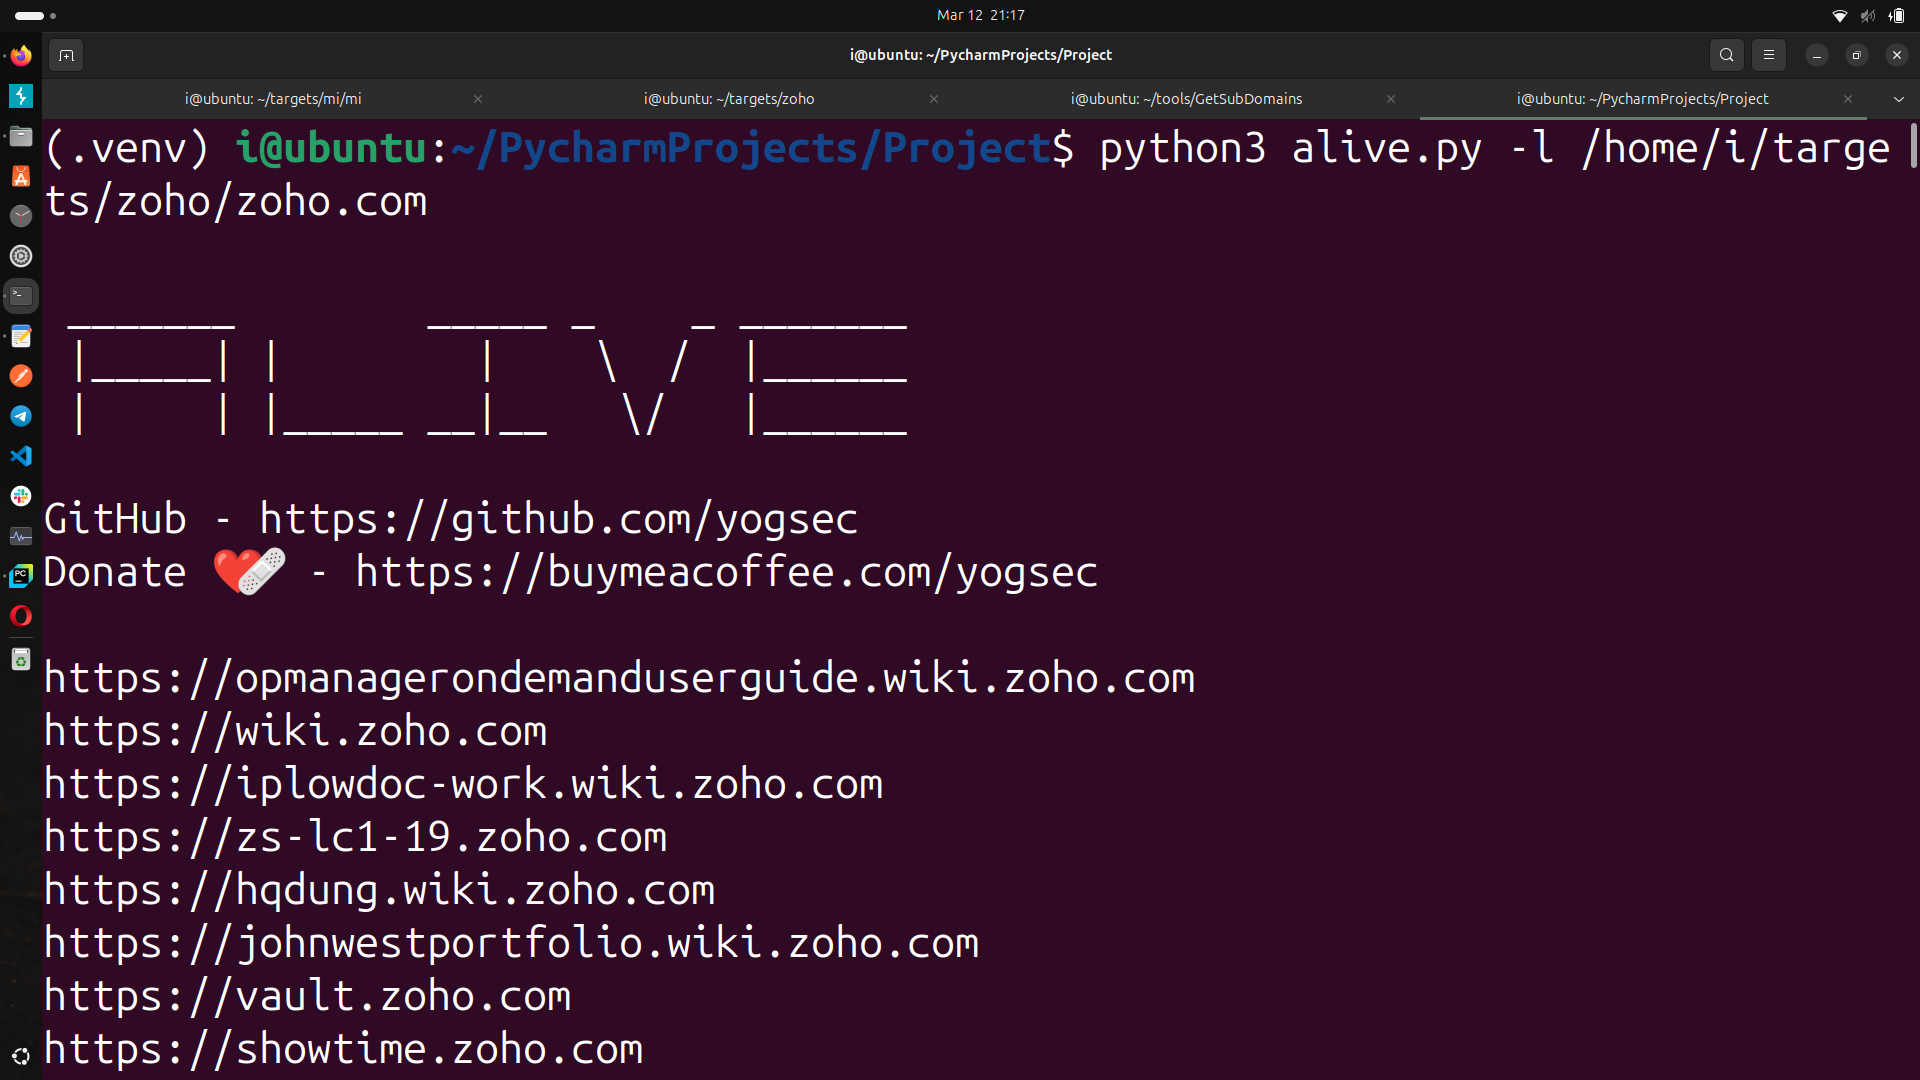 Mar 12 21:17
i@ubuntu: ~/PycharmProjects/Project
i@ubuntu: ~/targets/mi/mi
i@ubuntu: ~/targets/zoho
i@ubuntu: ~/tools/GetSubDomains
i@ubuntu: ~/PycharmProjects/Project
(.venv) i@ubuntu:~/PycharmProjects/Project$ python3 alive.py -l /home/i/targe
ts/zoho/zoho.com
ALIVE
GitHub - https://github.com/yogsec
Donate ❤️‍🩹 - https://buymeacoffee.com/yogsec
https://opmanagerondemanduserguide.wiki.zoho.com
https://wiki.zoho.com
https://iplowdoc-work.wiki.zoho.com
https://zs-lc1-19.zoho.com
https://hqdung.wiki.zoho.com
https://johnwestportfolio.wiki.zoho.com
https://vault.zoho.com
https://showtime.zoho.com